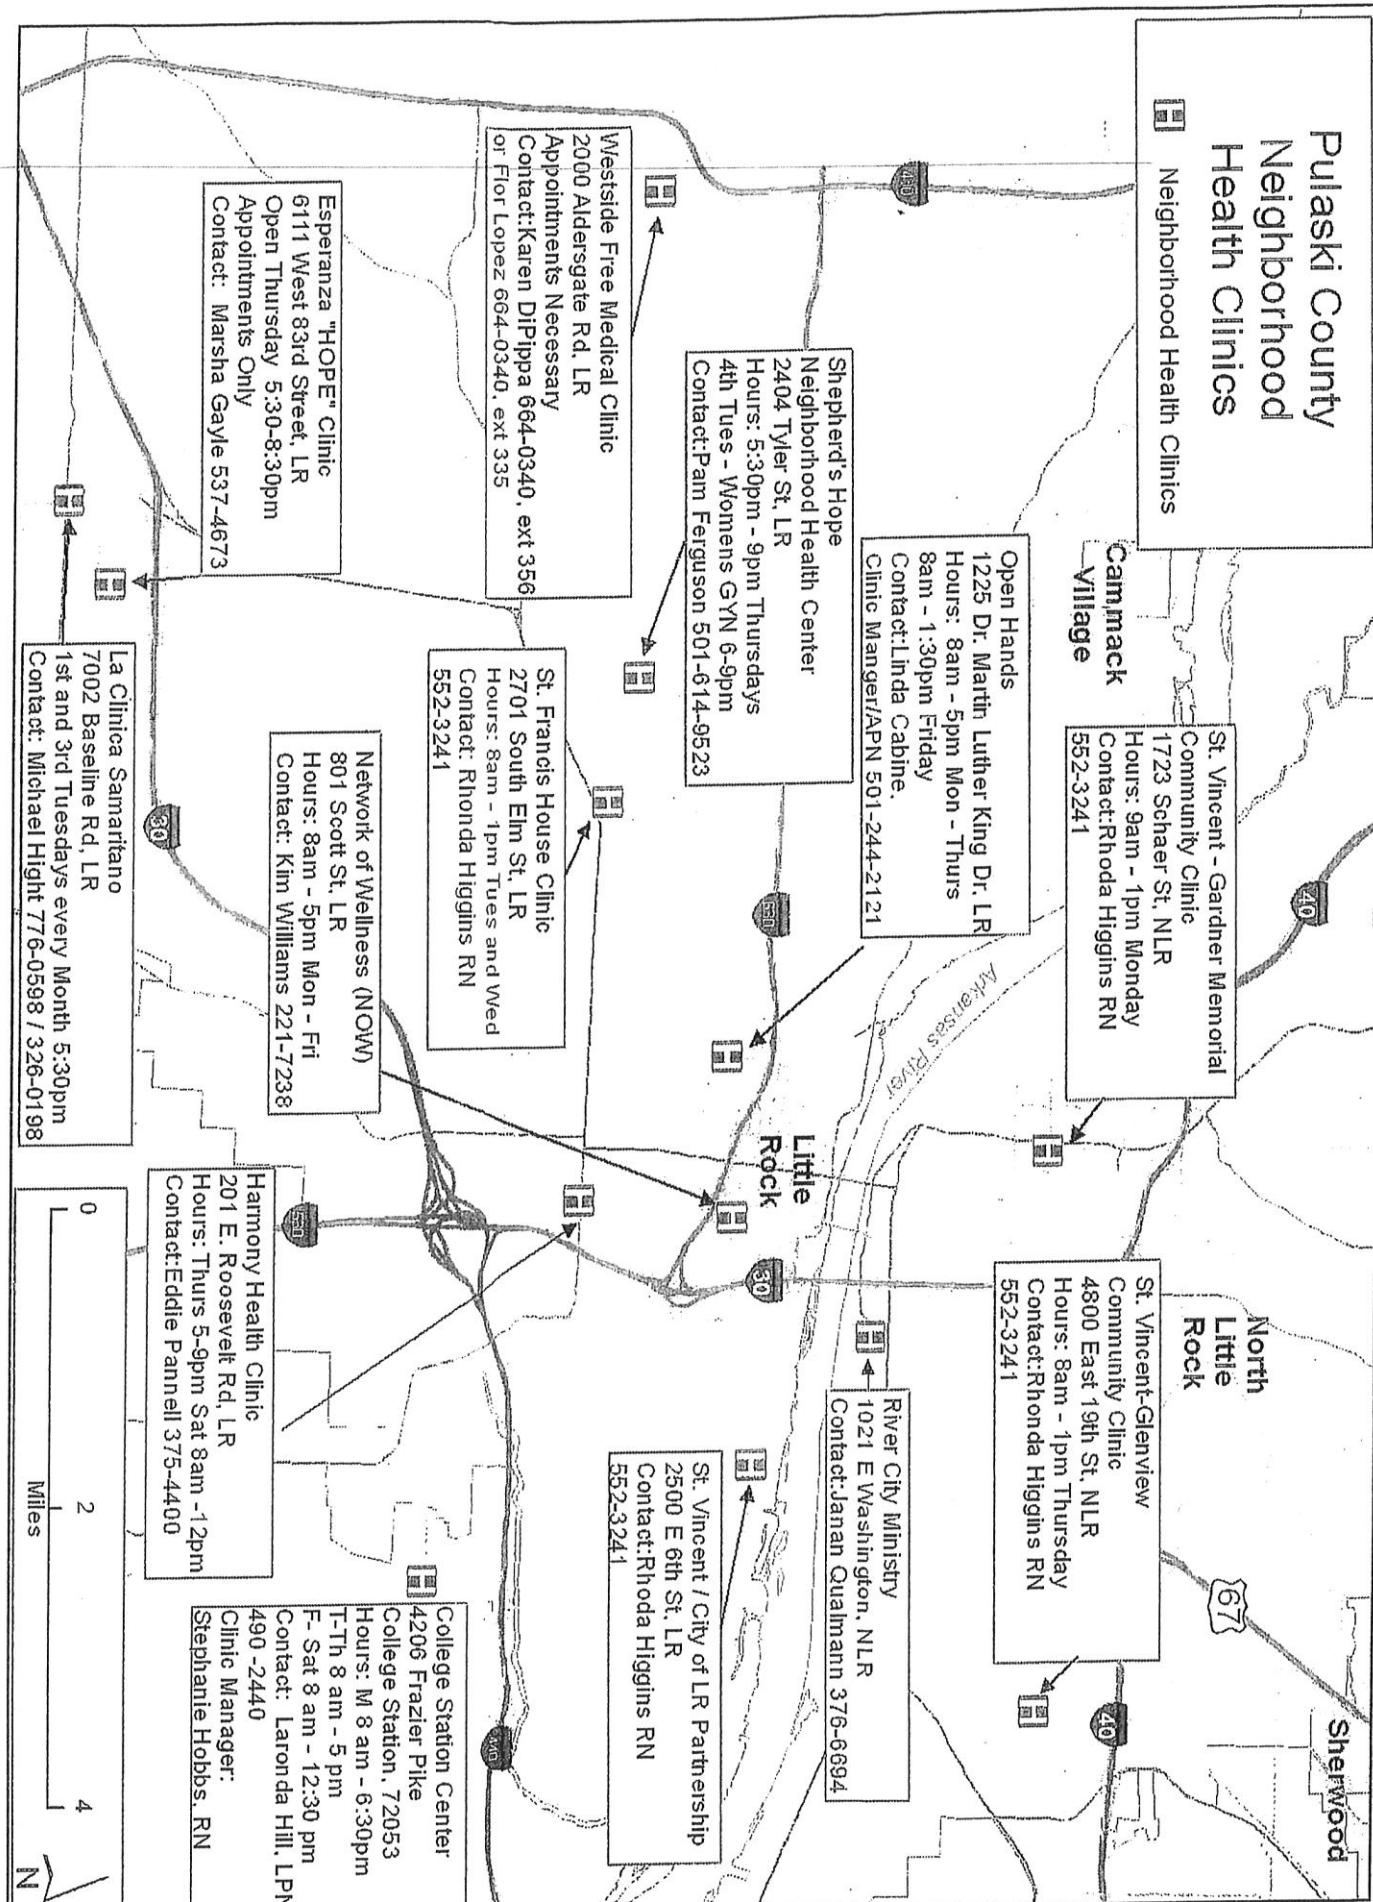 Pulaski County
Neighborhood
Health Clinics
Neighborhood Health Clinics
Cammack
Village
St. Vincent - Gardner Memorial
Community Clinic
1723 Schaer St, NLR
Hours: 9am - 1pm Monday
Contact:Rhoda Higgins RN
552-3241
40
North
Little
Rock
67
Sherwood
St. Vincent-Glenview
Community Clinic
4800 East 19th St, NLR
Hours: 8am - 1pm Thursday
Contact:Rhonda Higgins RN
552-3241
40
430
Open Hands
1225 Dr. Martin Luther King Dr. LR
Hours: 8am - 5pm Mon - Thurs
8am - 1:30pm Friday
Contact:Linda Cabine,
Clinic Manger/APN 501-244-2121
Arkansas River
River City Ministry
1021 E Washington, NLR
Contact:Janan Qualmann 376-6694
Shepherd's Hope
Neighborhood Health Center
2404 Tyler St, LR
Hours: 5:30pm - 9pm Thursdays
4th Tues - Womens GYN 6-9pm
Contact:Pam Ferguson 501-614-9523
630
Little
Rock
30
St. Vincent / City of LR Partnership
2500 E 6th St, LR
Contact:Rhoda Higgins RN
552-3241
Westside Free Medical Clinic
2000 Aldersgate Rd, LR
Appointments Necessary
Contact:Karen DiPippa 664-0340, ext 356
or Flor Lopez 664-0340, ext 335
St. Francis House Clinic
2701 South Elm St, LR
Hours: 8am - 1pm Tues and Wed
Contact: Rhonda Higgins RN
552-3241
440
College Station Center
4206 Frazier Pike
College Station, 72053
Hours: M 8 am - 6:30pm
T-Th 8 am - 5 pm
F- Sat 8 am - 12:30 pm
Contact: Laronda Hill, LPN
490 -2440
Clinic Manager:
Stephanie Hobbs, RN
Esperanza "HOPE" Clinic
6111 West 83rd Street, LR
Open Thursday 5:30-8:30pm
Appointments Only
Contact: Marsha Gayle 537-4673
Network of Wellness (NOW)
801 Scott St, LR
Hours: 8am - 5pm Mon - Fri
Contact: Kim Williams 221-7238
530
Harmony Health Clinic
201 E. Roosevelt Rd, LR
Hours: Thurs 5-9pm Sat 8am -12pm
Contact:Eddie Pannell 375-4400
30
La Clinica Samaritano
7002 Baseline Rd, LR
1st and 3rd Tuesdays every Month 5:30pm
Contact: Michael Hight 776-0598 / 326-0198
0 2 4
Miles
N